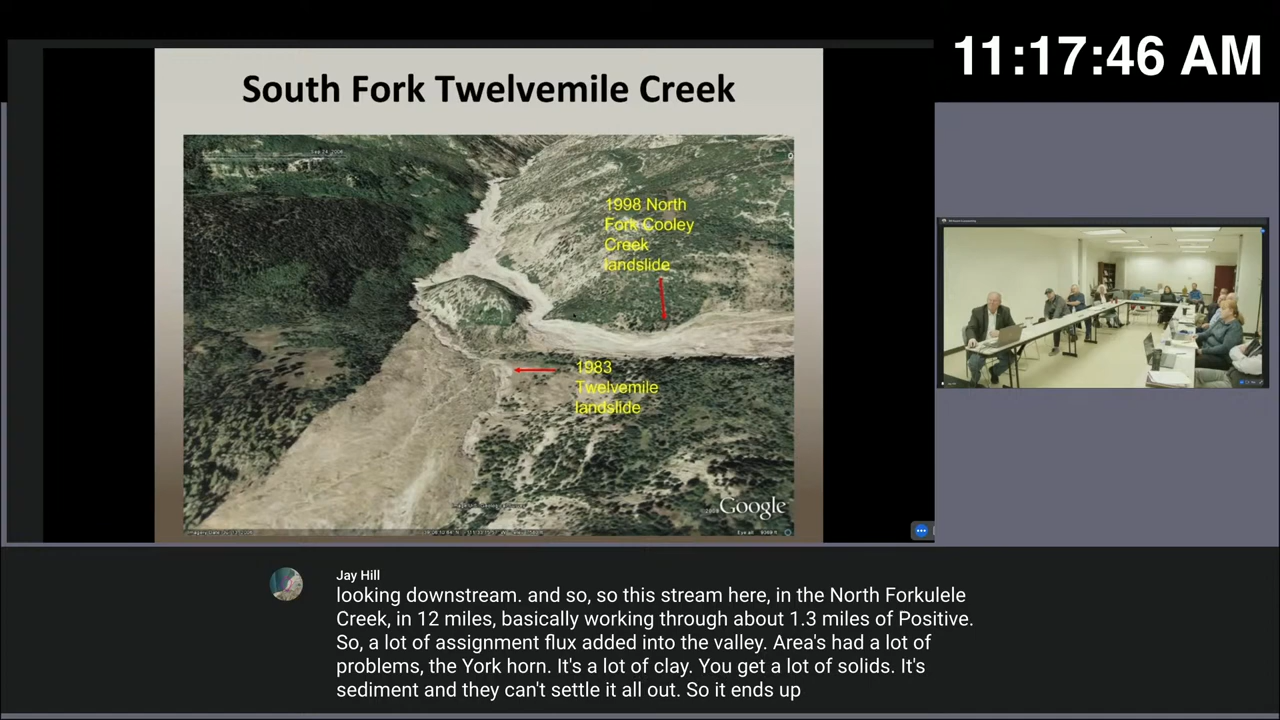 11:17:46 AM
South Fork Twelvemile Creek
1998 North
Fork Cooley
Creek
landslide
1983
Twelvemile
landslide
Google
Jay Hill
looking downstream. and so, so this stream here, in the North Forkulele
Creek, in 12 miles, basically working through about 1.3 miles of Positive.
So, a lot of assignment flux added into the valley. Area's had a lot of
problems, the York horn. It's a lot of clay. You get a lot of solids. It's
sediment and they can't settle it all out. So it ends up